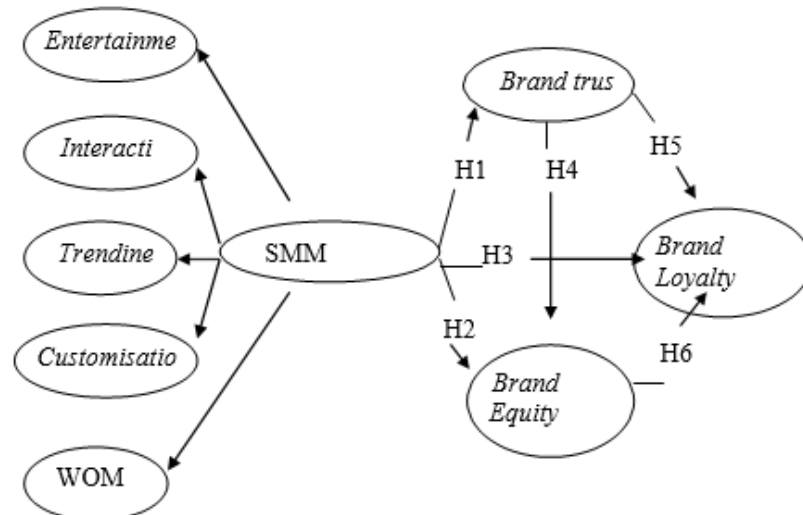 Entertainme
Interacti
Trendine
Customisatio
WOM
SMM
H1
H3
H2
Brand trus
H4
H5
Brand
Loyalty
Brand
Equity
H6